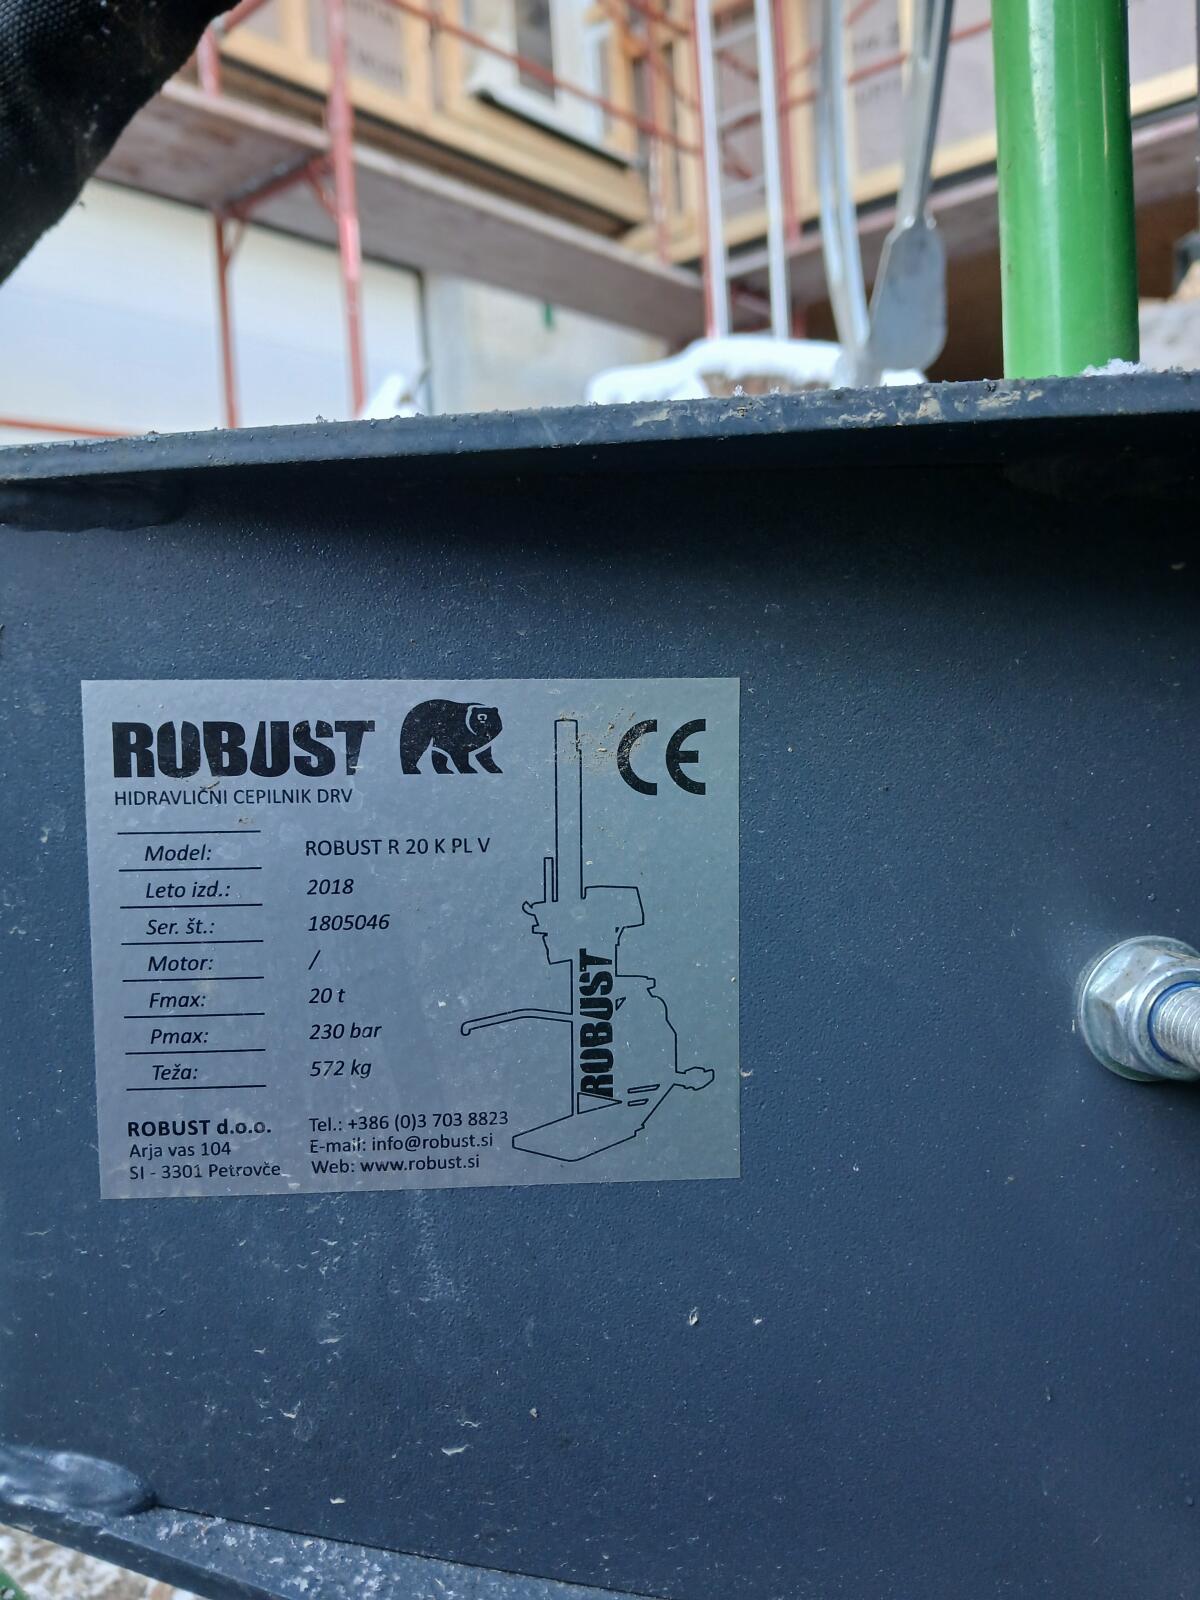 ROBUST
HIDRAVLIČNI CEPILNIK DRV
CE
Model: ROBUST R 20 K PL V
Leto izd.: 2018
Ser. št.: 1805046
Motor: /
Fmax: 20 t
Pmax: 230 bar
Teža: 572 kg
ROBUST
ROBUST d.o.o.
Arja vas 104
SI - 3301 Petrovče
Tel.: +386 (0)3 703 8823
E-mail: info@robust.si
Web: www.robust.si